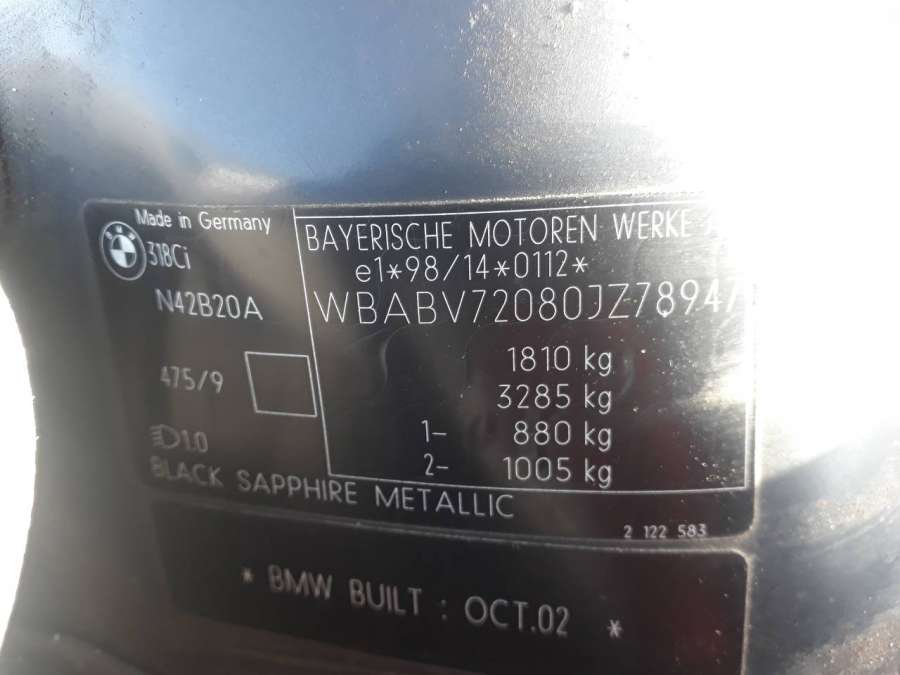 Made in Germany
318Ci
N42B20A
475/9
1.0
BLACK SAPPHIRE METALLIC
BAYERISCHE MOTOREN WERKE
e1*98/14*0112*
1810 kg
3285 kg
1- 880 kg
2- 1005 kg
2 122 583
* BMW BUILT : OCT.02 *